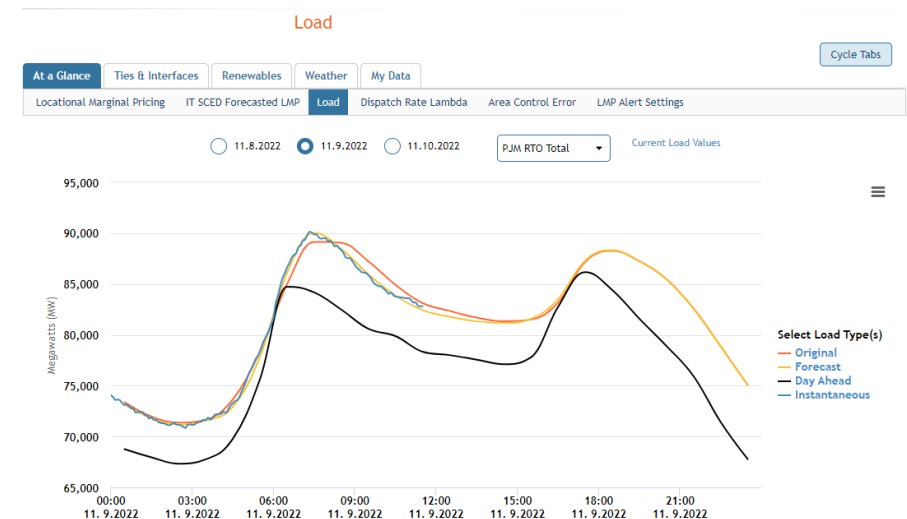 Load
Cycle Tabs
At a Glance Ties & Interfaces Renewables Weather My Data
Locational Marginal Pricing IT SCED Forecasted LMP Load Dispatch Rate Lambda Area Control Error LMP Alert Settings
11.8.2022 11.9.2022 11.10.2022 PJM RTO Total Current Load Values
95,000
90,000
85,000
80,000
75,000
70,000
65,000
Megawatts (MW)
Select Load Type(s)
Original
Forecast
Day Ahead
Instantaneous
00:00 03:00 06:00 09:00 12:00 15:00 18:00 21:00
11. 9.2022 11. 9.2022 11. 9.2022 11. 9.2022 11. 9.2022 11. 9.2022 11. 9.2022 11. 9.2022